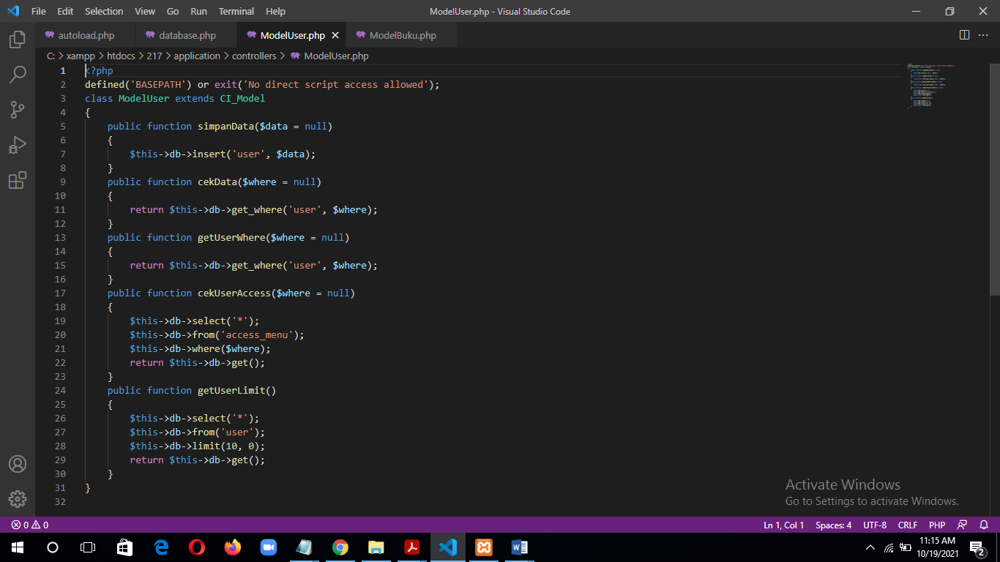 File Edit Selection View Go Run Terminal Help ModelUser.php - Visual Studio Code
autoload.php database.php ModelUser.php ModelBuku.php
C: > xampp > htdocs > 217 > application > controllers > ModelUser.php
1 <?php
2 defined('BASEPATH') or exit('No direct script access allowed');
3 class ModelUser extends CI_Model
4 {
5 public function simpanData($data = null)
6 {
7 $this->db->insert('user', $data);
8 }
9 public function cekData($where = null)
10 {
11 return $this->db->get_where('user', $where);
12 }
13 public function getUserWhere($where = null)
14 {
15 return $this->db->get_where('user', $where);
16 }
17 public function cekUserAccess($where = null)
18 {
19 $this->db->select('*');
20 $this->db->from('access_menu');
21 $this->db->where($where);
22 return $this->db->get();
23 }
24 public function getUserLimit()
25 {
26 $this->db->select('*');
27 $this->db->from('user');
28 $this->db->limit(10, 0);
29 return $this->db->get();
30 }
31 }
32
Activate Windows
Go to Settings to activate Windows.
0 0 Ln 1, Col 1 Spaces: 4 UTF-8 CRLF PHP
11:15 AM
10/19/2021
2